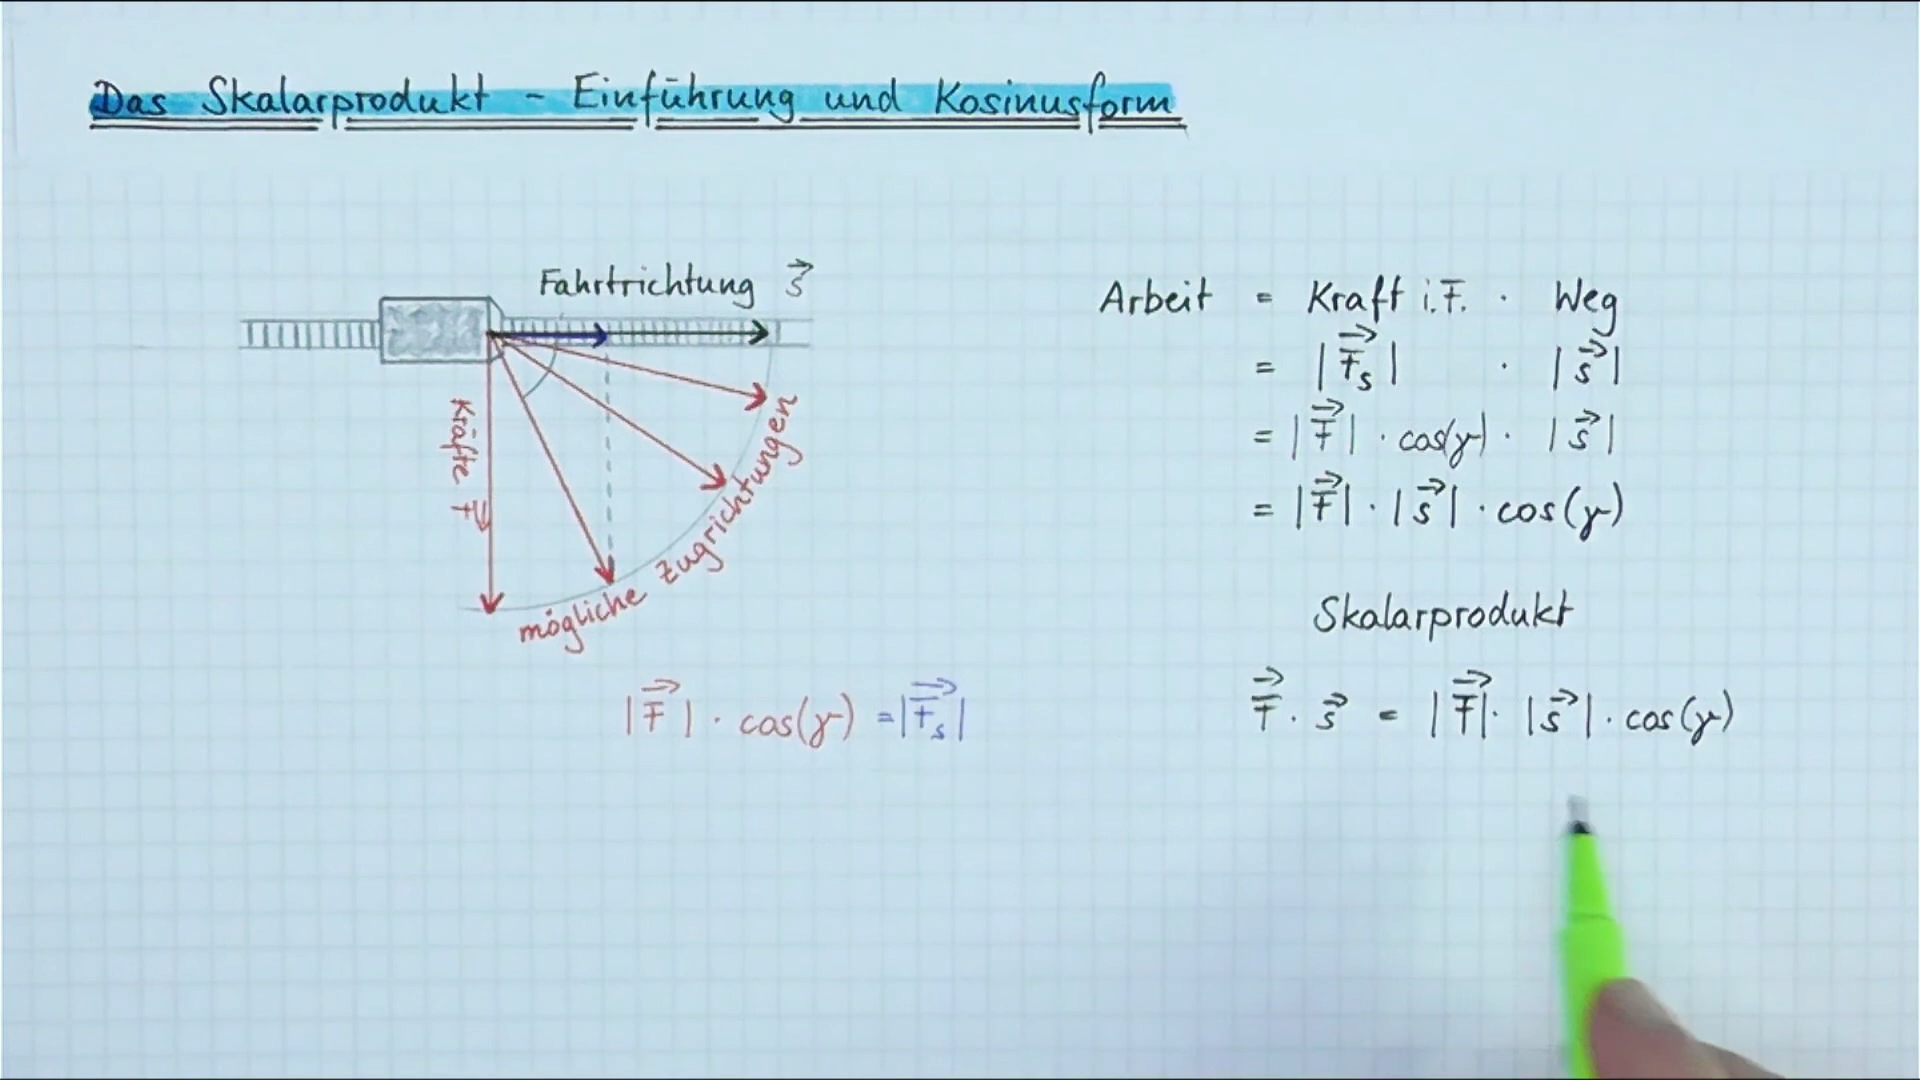 Das Skalarprodukt - Einführung und Kosinusform
Fahrtrichtung s⃗
Kräfte F⃗
mögliche Zugrichtungen
|F⃗| · cos(γ) = |F⃗ₛ|
Arbeit = Kraft i.F. · Weg
= |F⃗ₛ| · |s⃗|
= |F⃗| · cos(γ) · |s⃗|
= |F⃗| · |s⃗| · cos(γ)
Skalarprodukt
F⃗ · s⃗ = |F⃗| · |s⃗| · cos(γ)